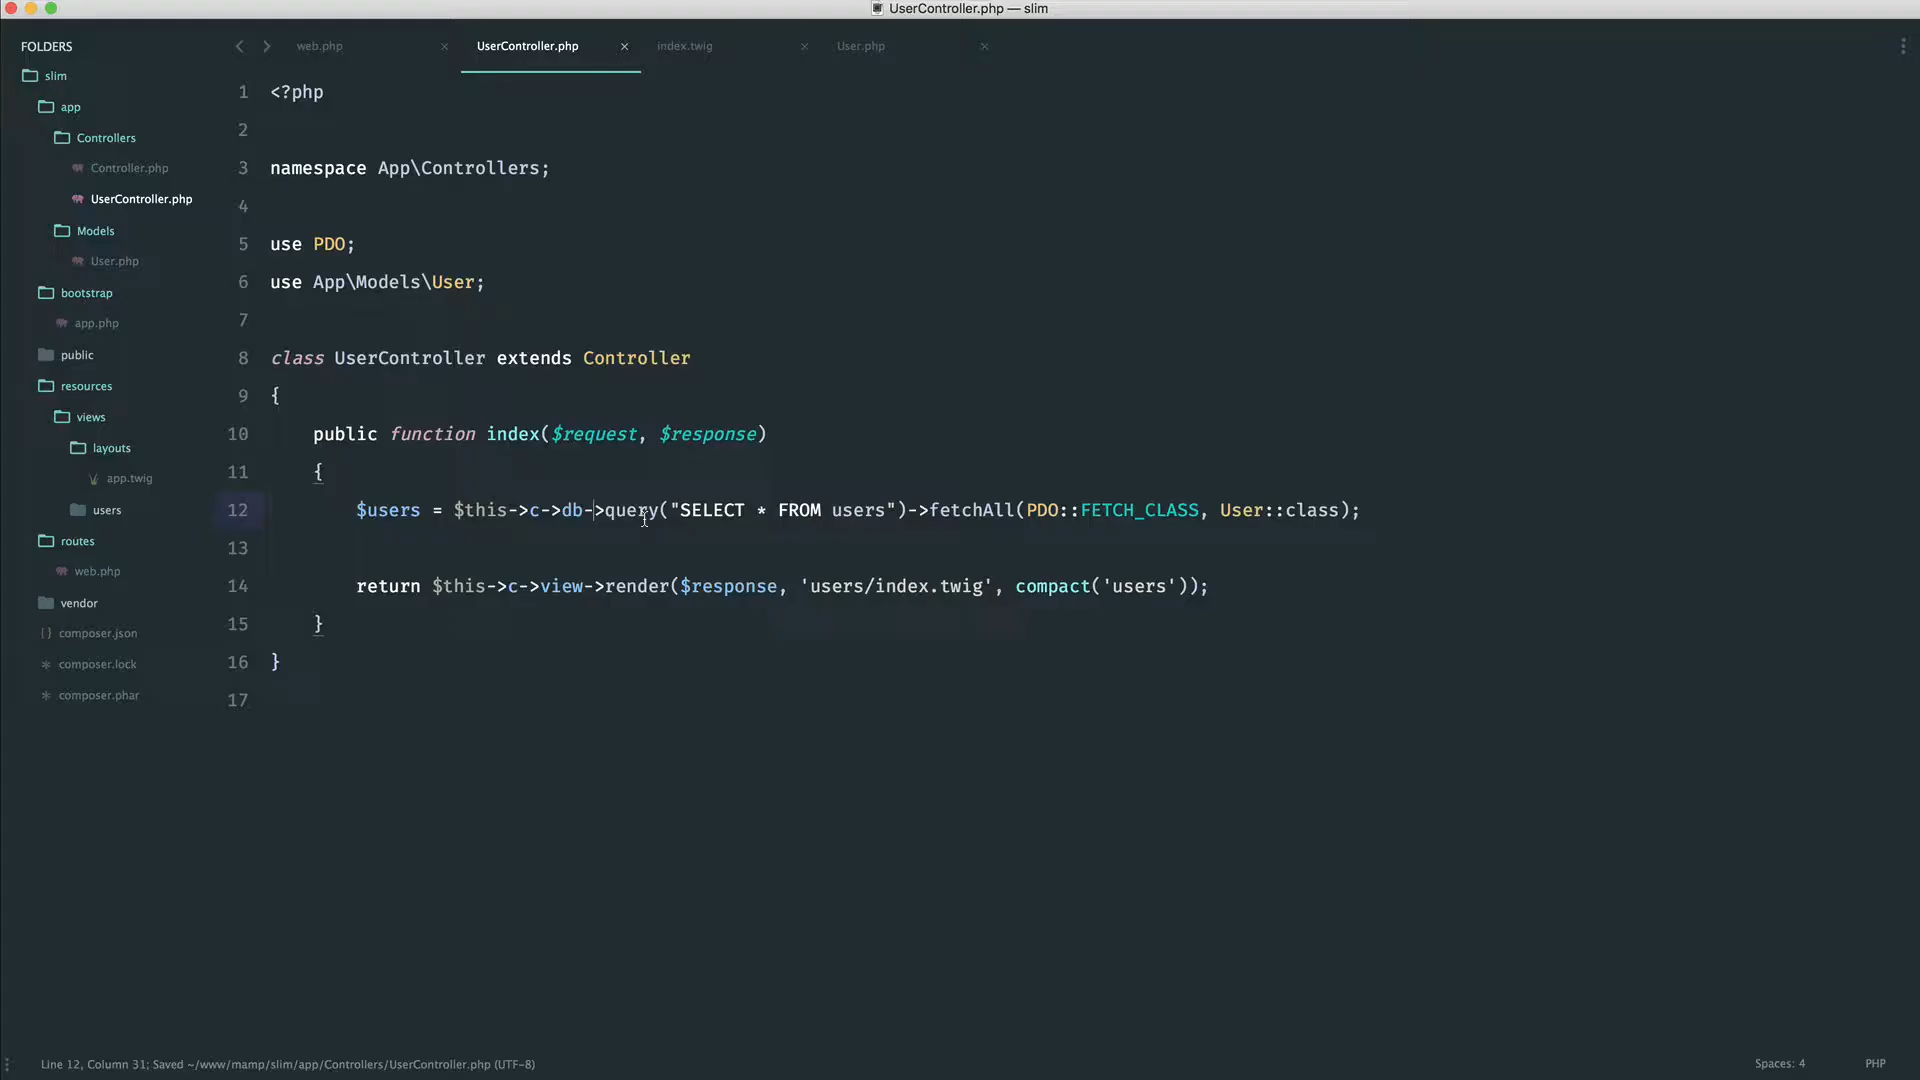 UserController.php — slim
FOLDERS
slim
app
Controllers
Controller.php
UserController.php
Models
User.php
bootstrap
app.php
public
resources
views
layouts
app.twig
users
routes
web.php
vendor
composer.json
composer.lock
composer.phar
web.php
UserController.php
index.twig
User.php
1 <?php
2
3 namespace App\Controllers;
4
5 use PDO;
6 use App\Models\User;
7
8 class UserController extends Controller
9 {
10 public function index($request, $response)
11 {
12 $users = $this->c->db->query("SELECT * FROM users")->fetchAll(PDO::FETCH_CLASS, User::class);
13
14 return $this->c->view->render($response, 'users/index.twig', compact('users'));
15 }
16 }
17
Line 12, Column 31; Saved ~/www/mamp/slim/app/Controllers/UserController.php (UTF-8)
Spaces: 4
PHP